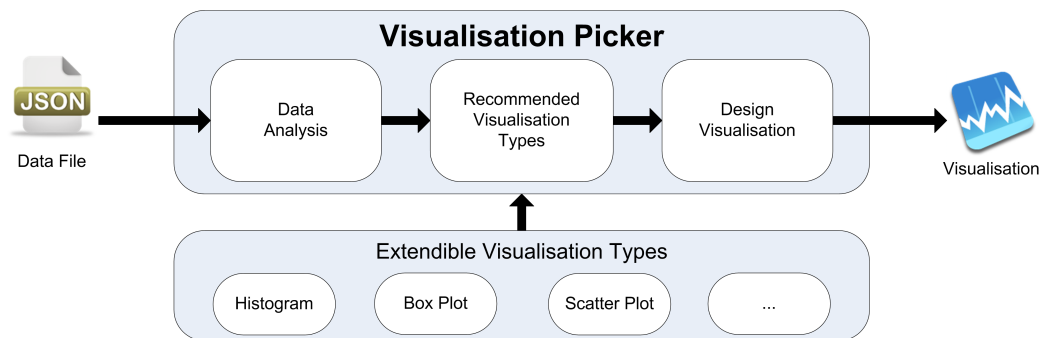 Visualisation Picker
JSON
Data File
Data
Analysis
Recommended
Visualisation
Types
Design
Visualisation
Visualisation
Extendible Visualisation Types
Histogram
Box Plot
Scatter Plot
...